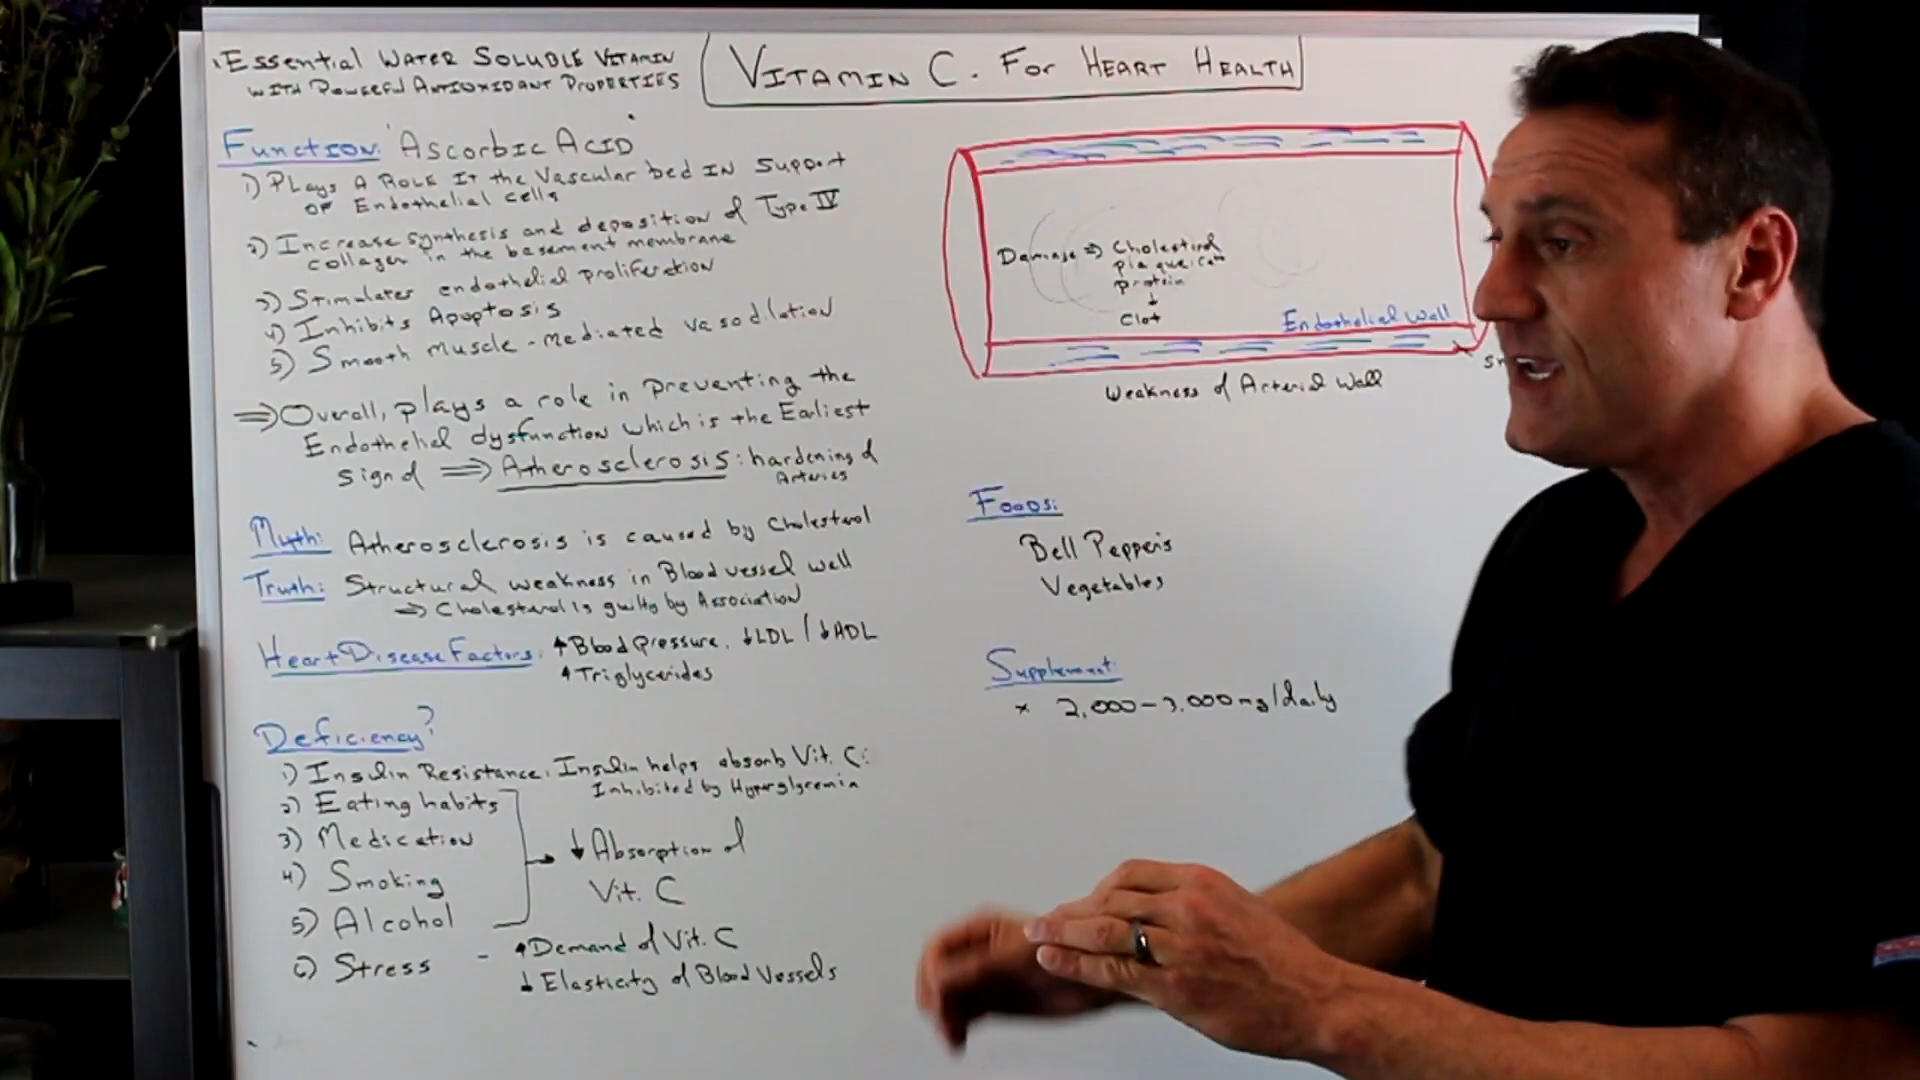 Essential Water Soluble Vitamin
with Powerful Antioxidant Properties
Vitamin C. For Heart Health
Function: "Ascorbic Acid"
1) Plays A Role It the Vascular bed IN Support
of Endothelial cells
2) Increase synthesis and deposition of Type IV
collagen in the basement membrane
3) Stimulates endothelial proliferation
4) Inhibits Apoptosis
5) Smooth muscle-mediated vasodilation
⇒ Overall, plays a role in preventing the
Endothelial dysfunction which is the Earliest
sign of ⇒ Atherosclerosis: hardening of
Arteries
Myth: Atherosclerosis is caused by Cholesterol
Truth: Structural weakness in Blood vessel wall
⇒ Cholesterol is guilty by Association
Heart Disease Factors: ↑Blood Pressure, ↓LDL / ↓HDL
↑Triglycerides
Deficiency?
1) Insulin Resistance. Insulin helps absorb Vit. C:
Inhibited by Hyperglycemia
2) Eating habits
3) Medication
4) Smoking
5) Alcohol
→ ↓ Absorption of
Vit. C
6) Stress - ↑Demand of Vit. C
↓ Elasticity of Blood Vessels
Damage ⇒ Cholesterol
plaque
protein
↓
Clot
Endothelial Wall
Weakness of Arterial Wall
Foods:
Bell Peppers
Vegetables
Supplement:
* 2,000-3,000mg/daily